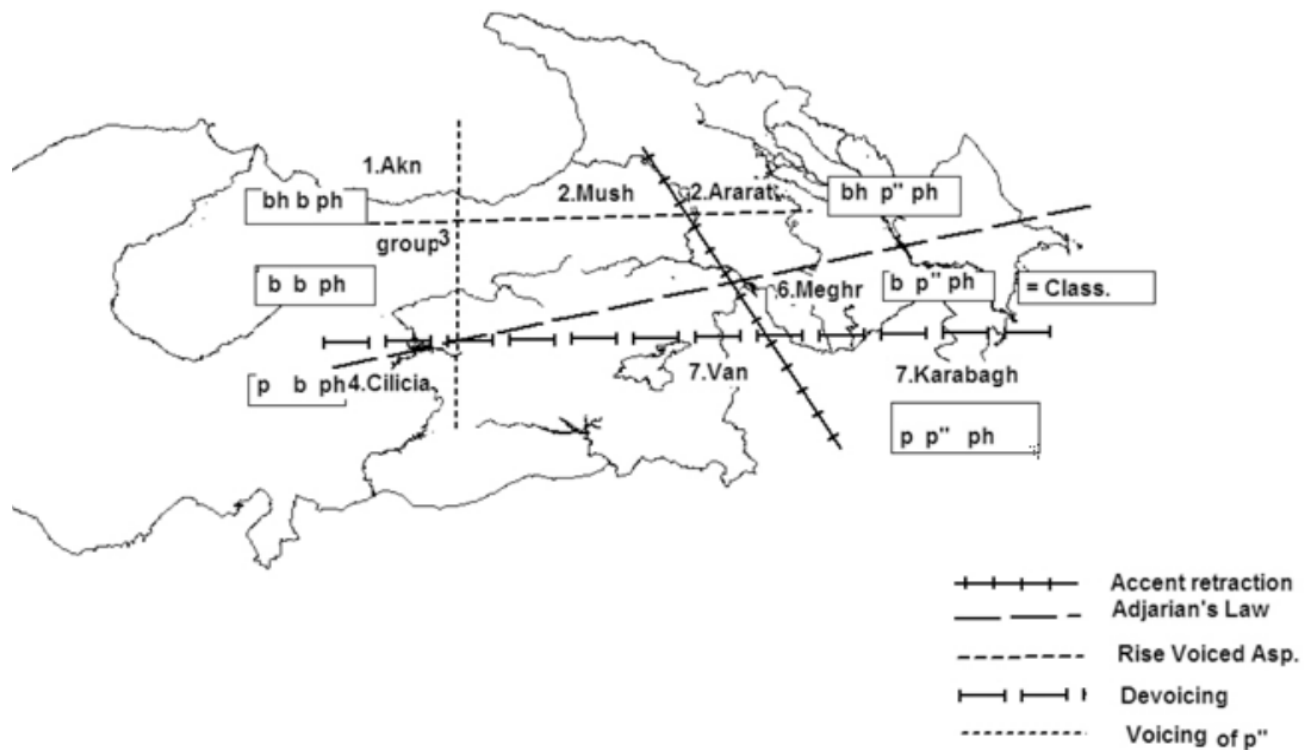 1.Akn
bh b ph
2.Mush
2.Ararat
bh p" ph
group3
b b ph
6.Meghr
b p" ph
= Class.
p b ph
4.Cilicia
7.Van
7.Karabagh
p p" ph
Accent retraction
Adjarian's Law
Rise Voiced Asp.
Devoicing
Voicing of p"